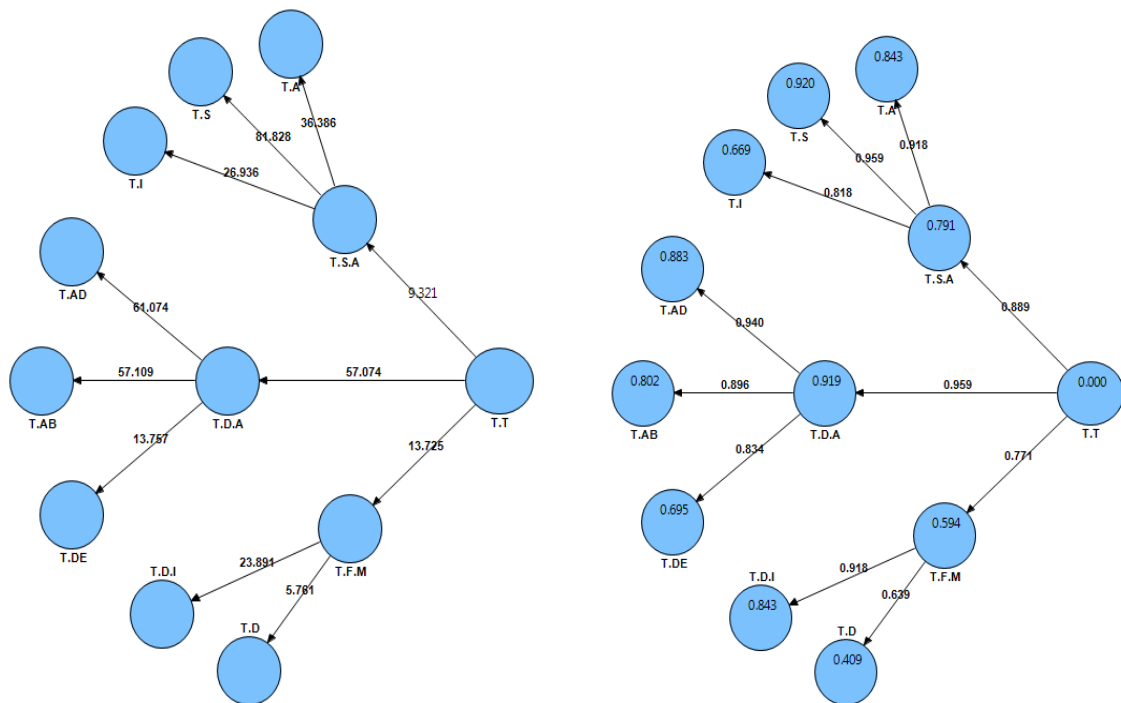 T.A
T.S
36.386
81.828
T.I
26.936
T.S.A
T.AD
9.321
61.074
57.109
57.074
T.AB
T.D.A
T.T
13.757
13.725
T.DE
T.D.I
23.891
T.F.M
5.761
T.D
0.843
0.920
T.A
T.S
0.918
0.669
0.959
T.I
0.818
0.791
T.S.A
0.883
T.AD
0.889
0.940
0.802
0.896
0.919
0.959
0.000
T.AB
T.D.A
T.T
0.834
0.771
0.695
0.594
T.DE
T.D.I
0.918
T.F.M
0.843
0.639
T.D
0.409